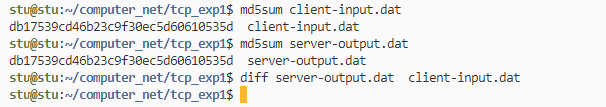 stu@stu:~/computer_net/tcp_exp1$ md5sum client-input.dat
db17539cd46b23c9f30ec5d60610535d  client-input.dat
stu@stu:~/computer_net/tcp_exp1$ md5sum server-output.dat
db17539cd46b23c9f30ec5d60610535d  server-output.dat
stu@stu:~/computer_net/tcp_exp1$ diff server-output.dat  client-input.dat
stu@stu:~/computer_net/tcp_exp1$